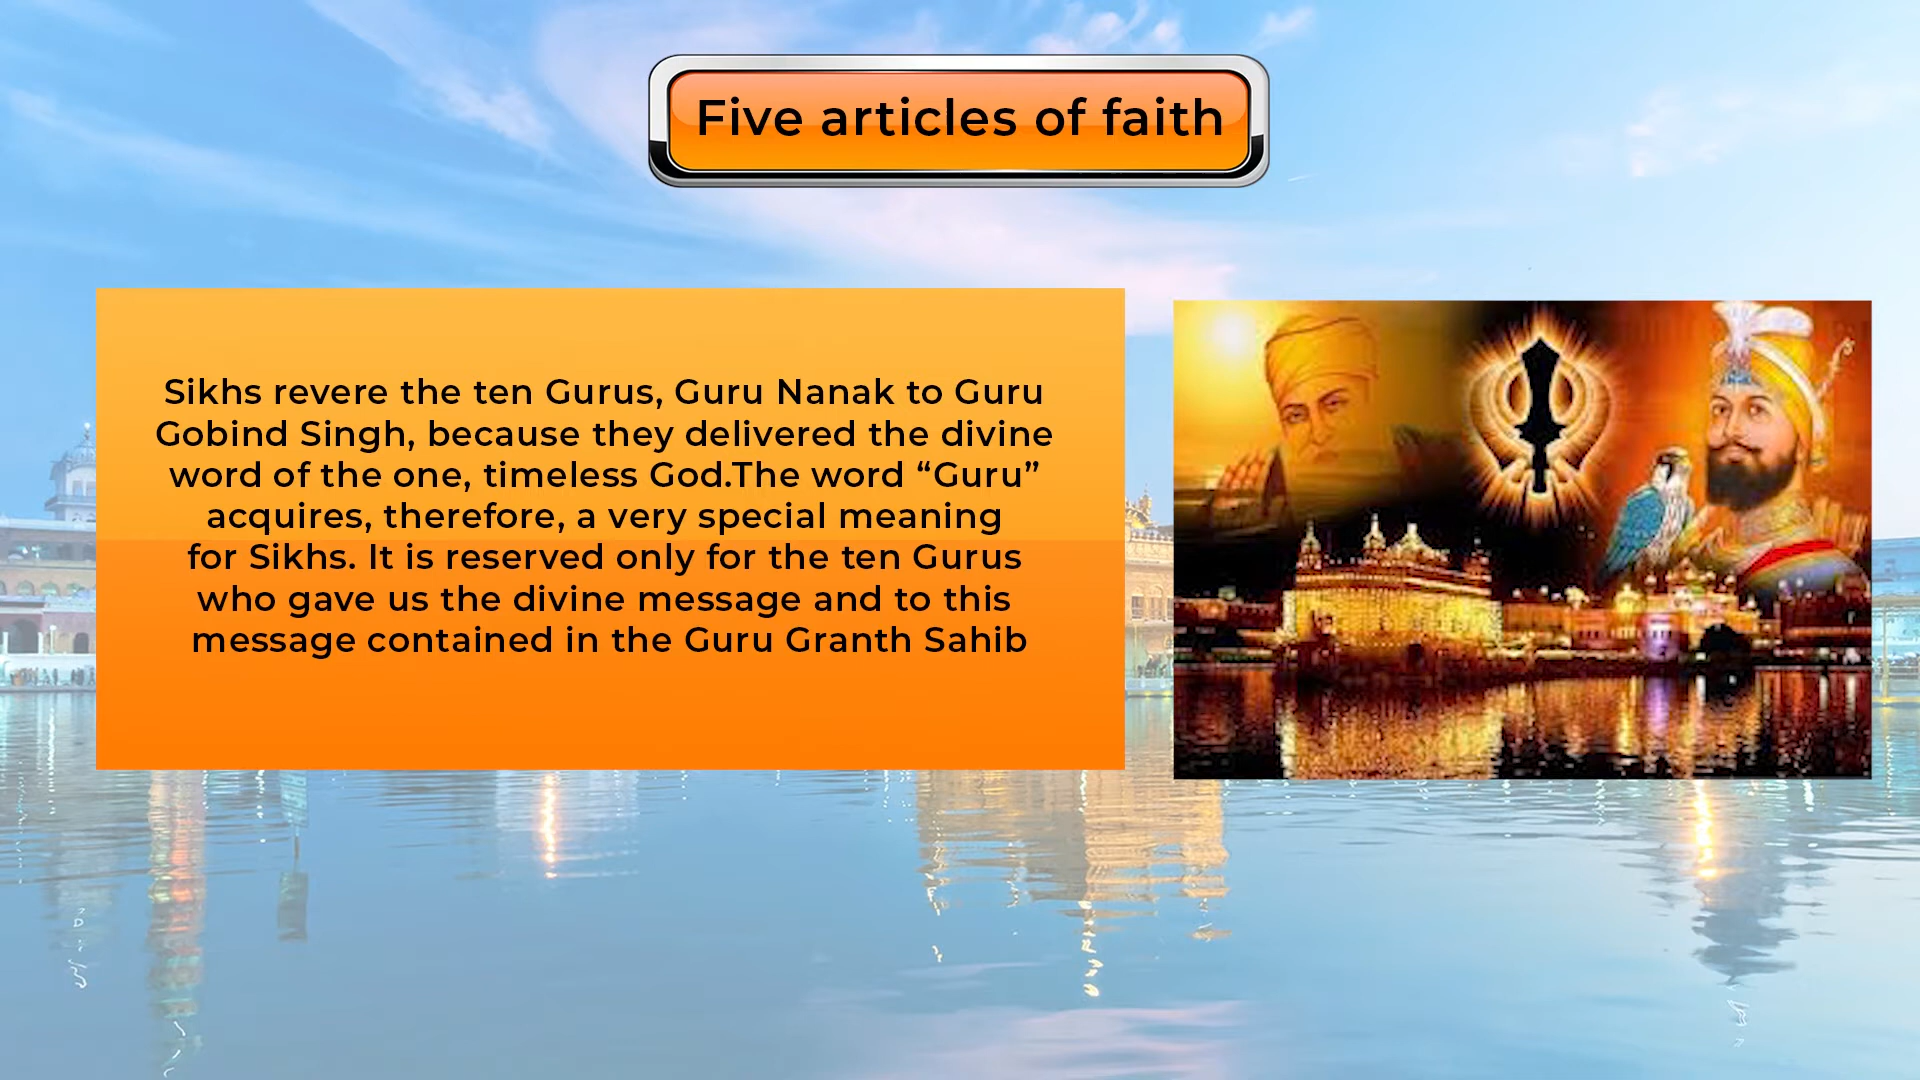 Five articles of faith
Sikhs revere the ten Gurus, Guru Nanak to Guru
Gobind Singh, because they delivered the divine
word of the one, timeless God.The word “Guru”
acquires, therefore, a very special meaning
for Sikhs. It is reserved only for the ten Gurus
who gave us the divine message and to this
message contained in the Guru Granth Sahib